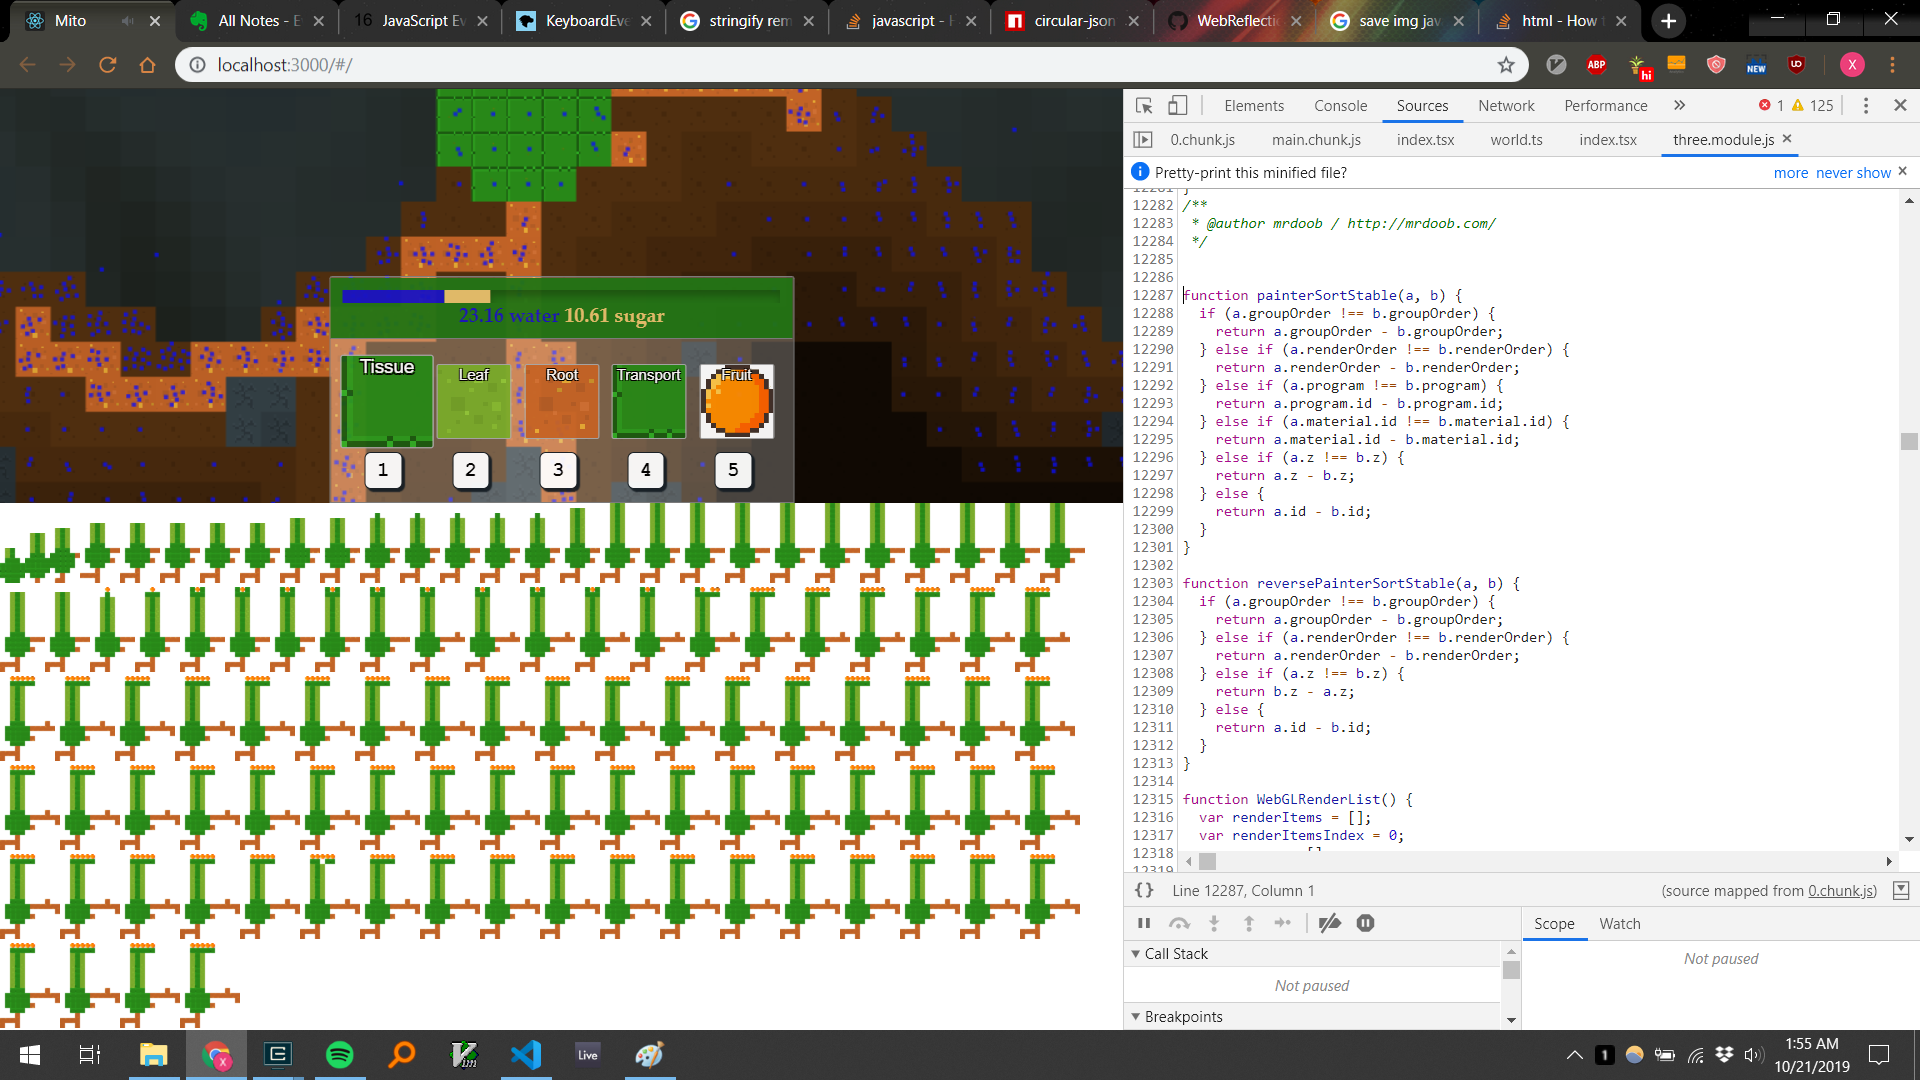 Mito
All Notes - E
16 JavaScript Ev
KeyboardEve
stringify rem
javascript -
circular-json
WebReflectio
save img jav
html - How
localhost:3000/#/
ABP
hi
NEW
X
23.16 water 10.61 sugar
Tissue
Leaf
Root
Transport
Fruit
1
2
3
4
5
Elements Console Sources Network Performance » 1 125
0.chunk.js main.chunk.js index.tsx world.ts index.tsx three.module.js
Pretty-print this minified file? more never show
12281 }
12282 /**
12283 * @author mrdoob / http://mrdoob.com/
12284 */
12285
12286
12287 function painterSortStable(a, b) {
12288 if (a.groupOrder !== b.groupOrder) {
12289 return a.groupOrder - b.groupOrder;
12290 } else if (a.renderOrder !== b.renderOrder) {
12291 return a.renderOrder - b.renderOrder;
12292 } else if (a.program !== b.program) {
12293 return a.program.id - b.program.id;
12294 } else if (a.material.id !== b.material.id) {
12295 return a.material.id - b.material.id;
12296 } else if (a.z !== b.z) {
12297 return a.z - b.z;
12298 } else {
12299 return a.id - b.id;
12300 }
12301 }
12302
12303 function reversePainterSortStable(a, b) {
12304 if (a.groupOrder !== b.groupOrder) {
12305 return a.groupOrder - b.groupOrder;
12306 } else if (a.renderOrder !== b.renderOrder) {
12307 return a.renderOrder - b.renderOrder;
12308 } else if (a.z !== b.z) {
12309 return b.z - a.z;
12310 } else {
12311 return a.id - b.id;
12312 }
12313 }
12314
12315 function WebGLRenderList() {
12316 var renderItems = [];
12317 var renderItemsIndex = 0;
12318
12319
{} Line 12287, Column 1 (source mapped from 0.chunk.js)
Scope Watch
Call Stack
Not paused
Not paused
Breakpoints
Live
1
1:55 AM
10/21/2019